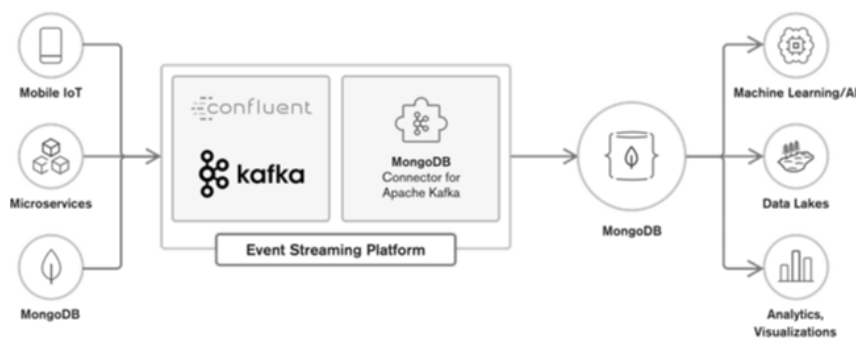 Mobile IoT
Microservices
MongoDB
confluent
kafka
MongoDB
Connector for
Apache Kafka
Event Streaming Platform
MongoDB
Machine Learning/AI
Data Lakes
Analytics,
Visualizations